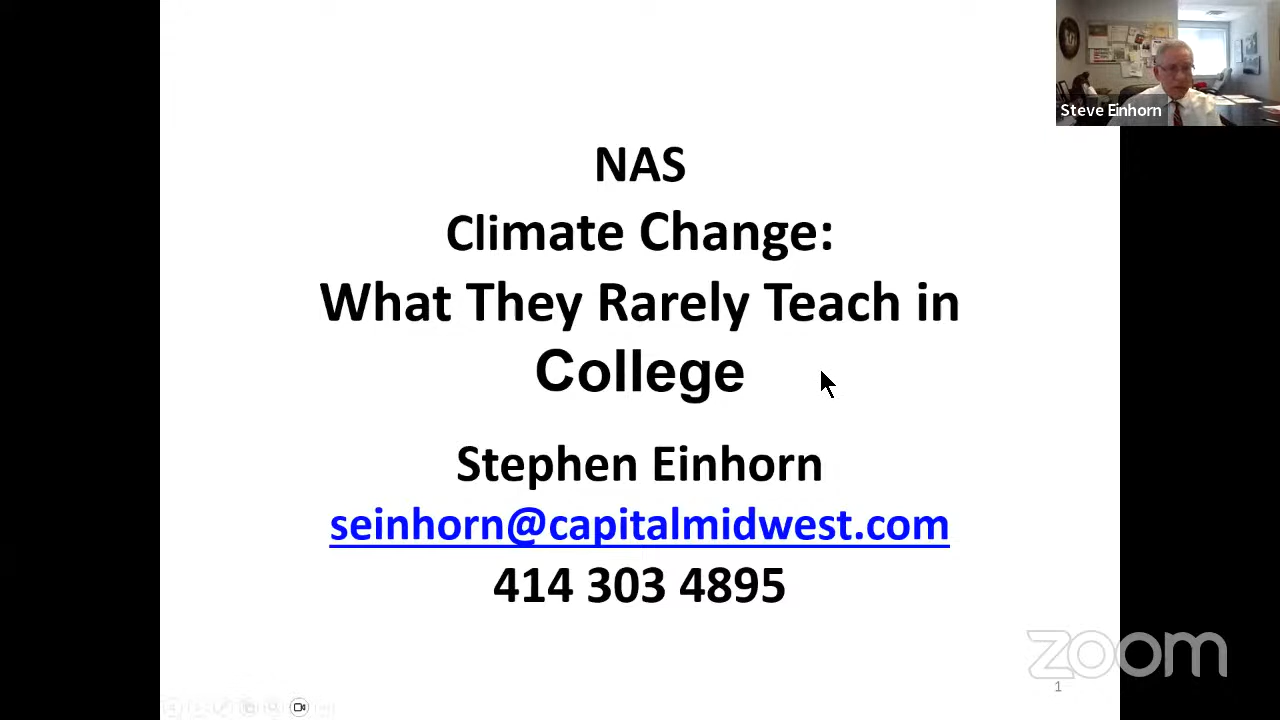 Steve Einhorn
NAS
Climate Change:
What They Rarely Teach in
College
Stephen Einhorn
seinhorn@capitalmidwest.com
414 303 4895
zoom
1